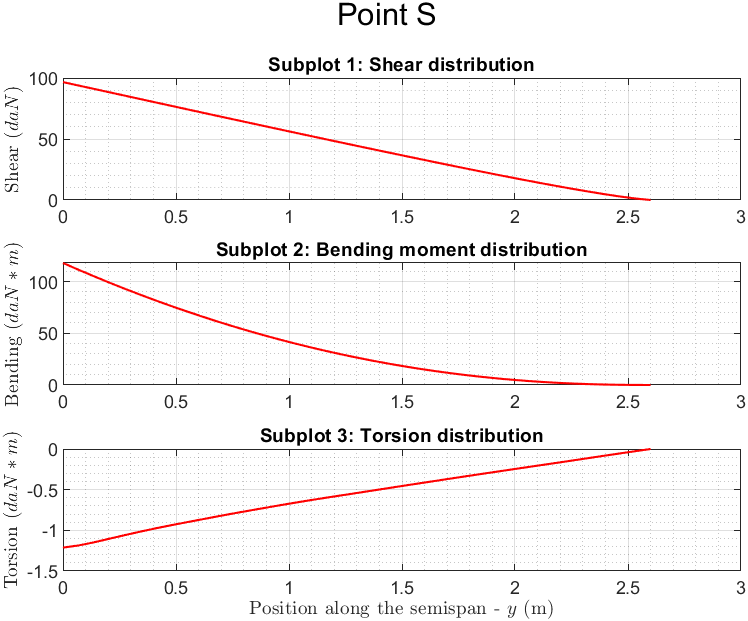 Point S
Subplot 1: Shear distribution
Shear (daN)
100
50
0
0 0.5 1 1.5 2 2.5 3
Subplot 2: Bending moment distribution
Bending (daN * m)
100
50
0
0 0.5 1 1.5 2 2.5 3
Subplot 3: Torsion distribution
Torsion (daN * m)
0
-0.5
-1
-1.5
0 0.5 1 1.5 2 2.5 3
Position along the semispan - y (m)